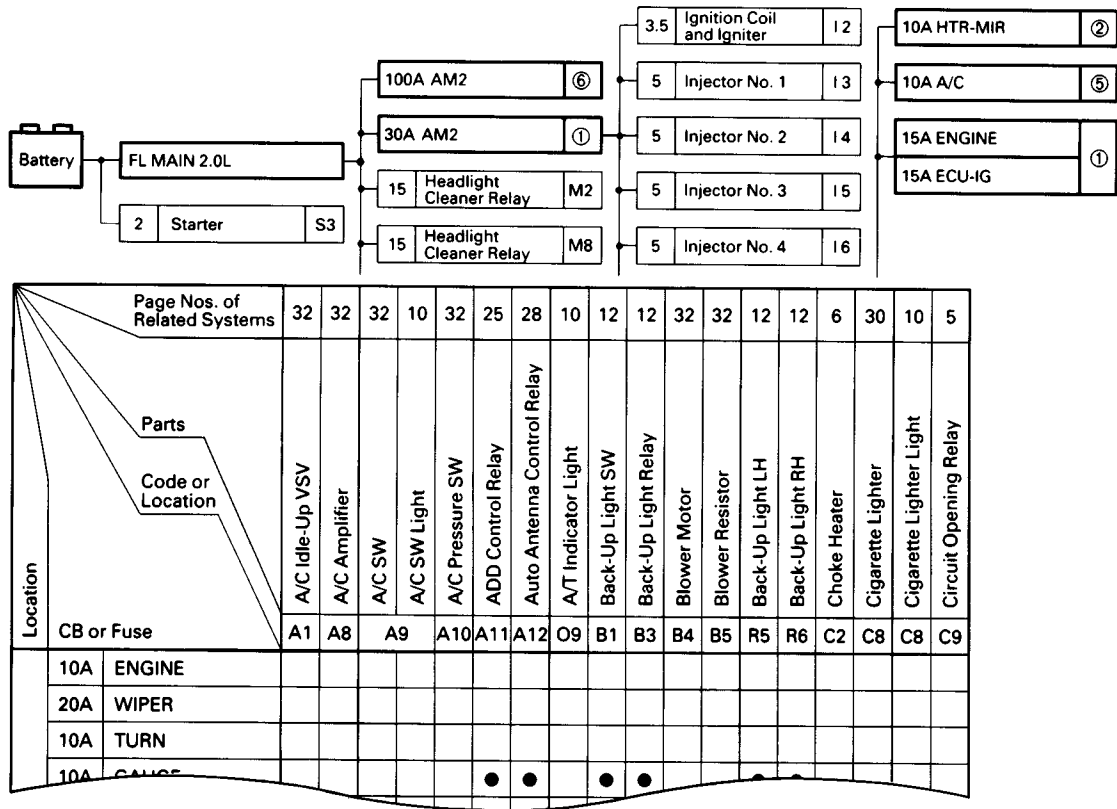 Battery
FL MAIN 2.0L
2 Starter S3
100A AM2 ⑥
30A AM2 ①
15 Headlight Cleaner Relay M2
15 Headlight Cleaner Relay M8
3.5 Ignition Coil and Igniter I2
5 Injector No. 1 I3
5 Injector No. 2 I4
5 Injector No. 3 I5
5 Injector No. 4 I6
10A HTR-MIR ②
10A A/C ⑤
15A ENGINE ①
15A ECU-IG
Page Nos. of
Related Systems
32 32 32 10 32 25 28 10 12 12 32 32 12 12 6 30 10 5
Parts
Code or
Location
Location
A/C Idle-Up VSV
A/C Amplifier
A/C SW
A/C SW Light
A/C Pressure SW
ADD Control Relay
Auto Antenna Control Relay
A/T Indicator Light
Back-Up Light SW
Back-Up Light Relay
Blower Motor
Blower Resistor
Back-Up Light LH
Back-Up Light RH
Choke Heater
Cigarette Lighter
Cigarette Lighter Light
Circuit Opening Relay
CB or Fuse
A1 A8 A9 A10 A11 A12 O9 B1 B3 B4 B5 R5 R6 C2 C8 C8 C9
10A ENGINE
20A WIPER
10A TURN
10A GAUGE